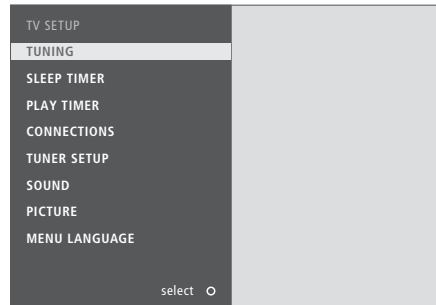 TV SETUP
TUNING
SLEEP TIMER
PLAY TIMER
CONNECTIONS
TUNER SETUP
SOUND
PICTURE
MENU LANGUAGE
select